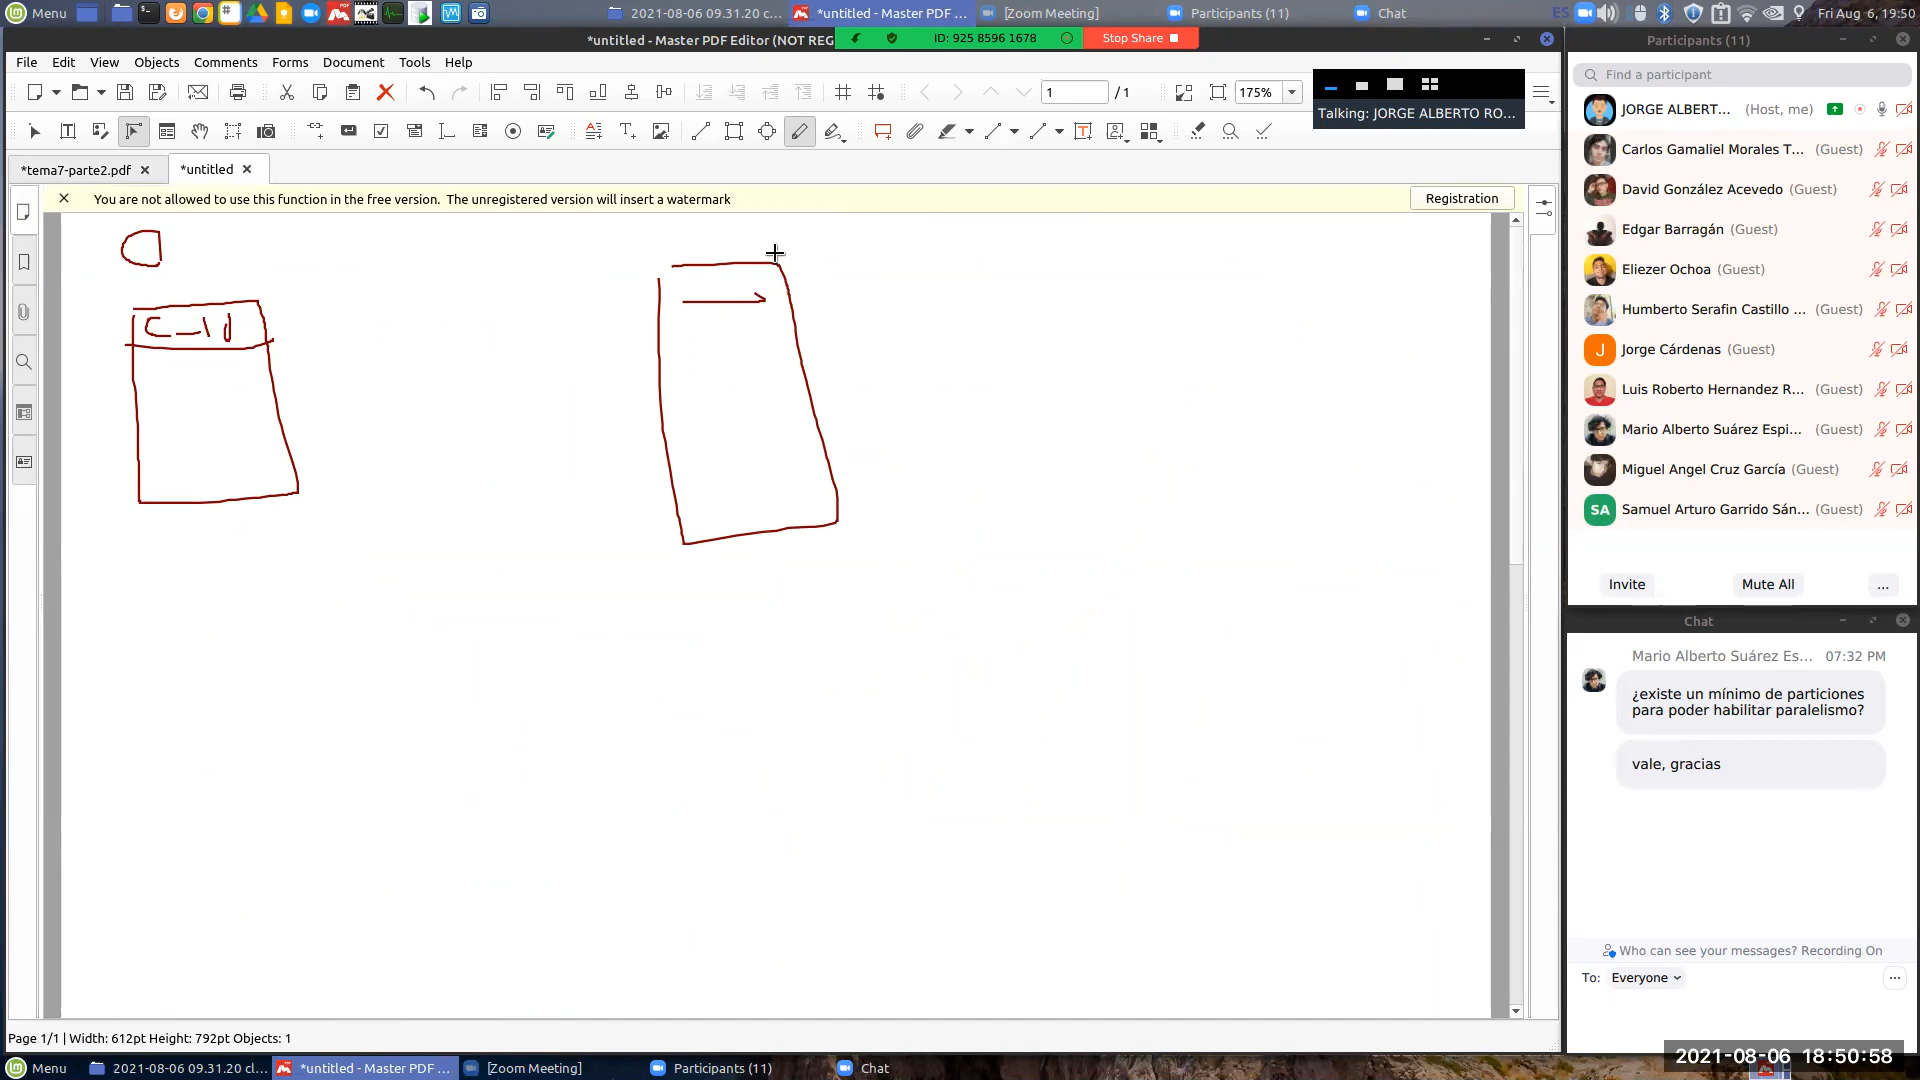 Menu
2021-08-06 09.31.20 c...
*untitled - Master PDF ...
[Zoom Meeting]
Participants (11)
Chat
ES
Fri Aug 6, 19:50
*untitled - Master PDF Editor (NOT REG
ID: 925 8596 1678
Stop Share
Participants (11)
File Edit View Objects Comments Forms Document Tools Help
Find a participant
1 / 1
175%
Talking: JORGE ALBERTO RO...
JORGE ALBERT... (Host, me)
Carlos Gamaliel Morales T... (Guest)
*tema7-parte2.pdf
*untitled
David González Acevedo (Guest)
You are not allowed to use this function in the free version. The unregistered version will insert a watermark
Registration
Edgar Barragán (Guest)
Eliezer Ochoa (Guest)
Humberto Serafin Castillo ... (Guest)
C_Id
J
Jorge Cárdenas (Guest)
Luis Roberto Hernandez R... (Guest)
Mario Alberto Suárez Espi... (Guest)
Miguel Angel Cruz García (Guest)
SA
Samuel Arturo Garrido Sán... (Guest)
Invite
Mute All
...
Chat
Mario Alberto Suárez Es... 07:32 PM
¿existe un mínimo de particiones
para poder habilitar paralelismo?
vale, gracias
Who can see your messages? Recording On
To: Everyone
Page 1/1 | Width: 612pt Height: 792pt Objects: 1
2021-08-06 18:50:58
Menu
2021-08-06 09.31.20 cl...
*untitled - Master PDF ...
[Zoom Meeting]
Participants (11)
Chat